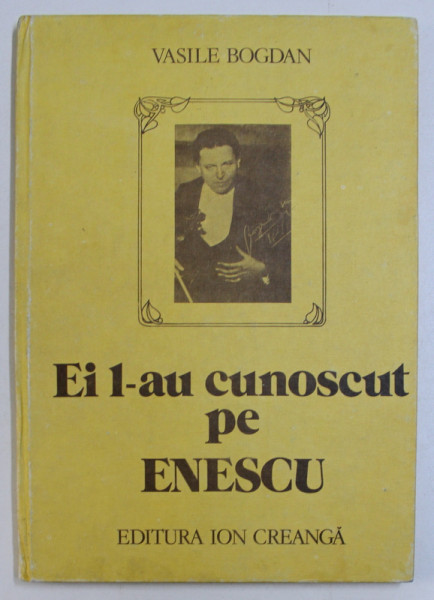 VASILE BOGDAN
Ei l-au cunoscut
pe
ENESCU
EDITURA ION CREANGĂ